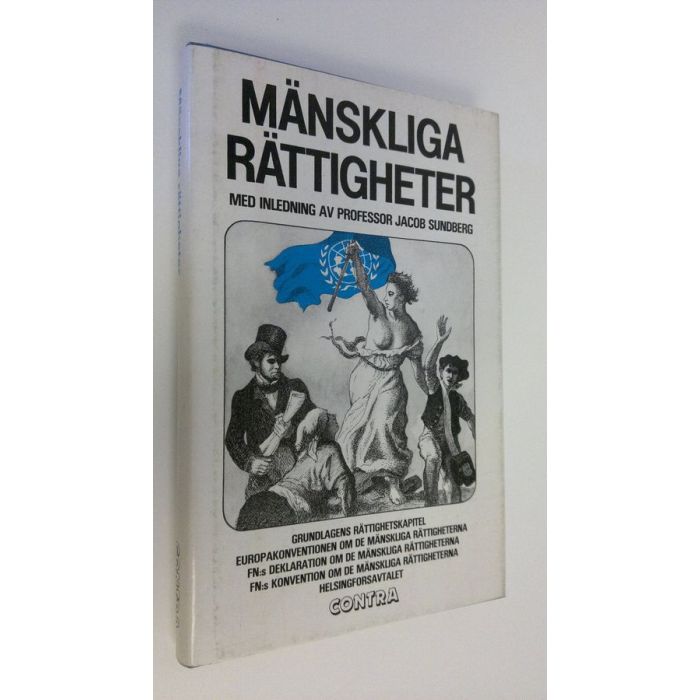 MÄNSKLIGA
RÄTTIGHETER
MED INLEDNING AV PROFESSOR JACOB SUNDBERG
GRUNDLAGENS RÄTTIGHETSKAPITEL
EUROPAKONVENTIONEN OM DE MÄNSKLIGA RÄTTIGHETERNA
FN:s DEKLARATION OM DE MÄNSKLIGA RÄTTIGHETERNA
FN:s KONVENTION OM DE MÄNSKLIGA RÄTTIGHETERNA
HELSINGFORSAVTALET
CONTRA